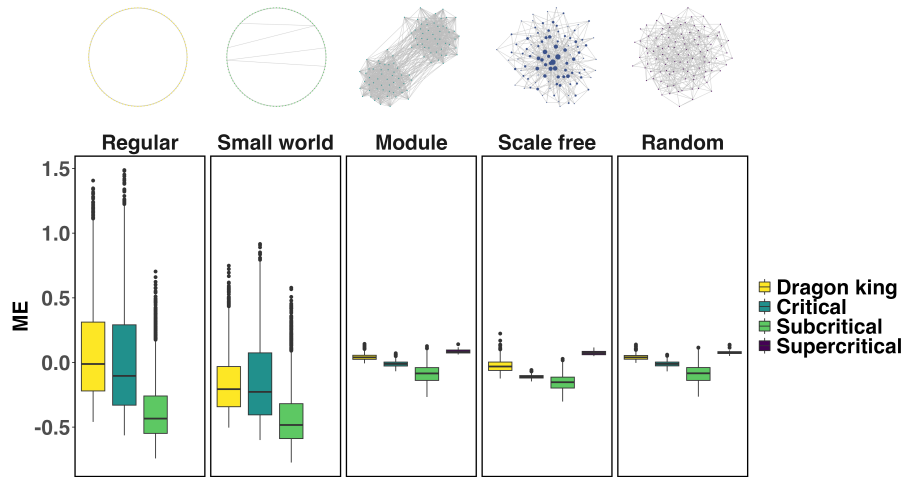 Regular
Small world
Module
Scale free
Random
ME
1.5
1.0
0.5
0.0
-0.5
Dragon king
Critical
Subcritical
Supercritical